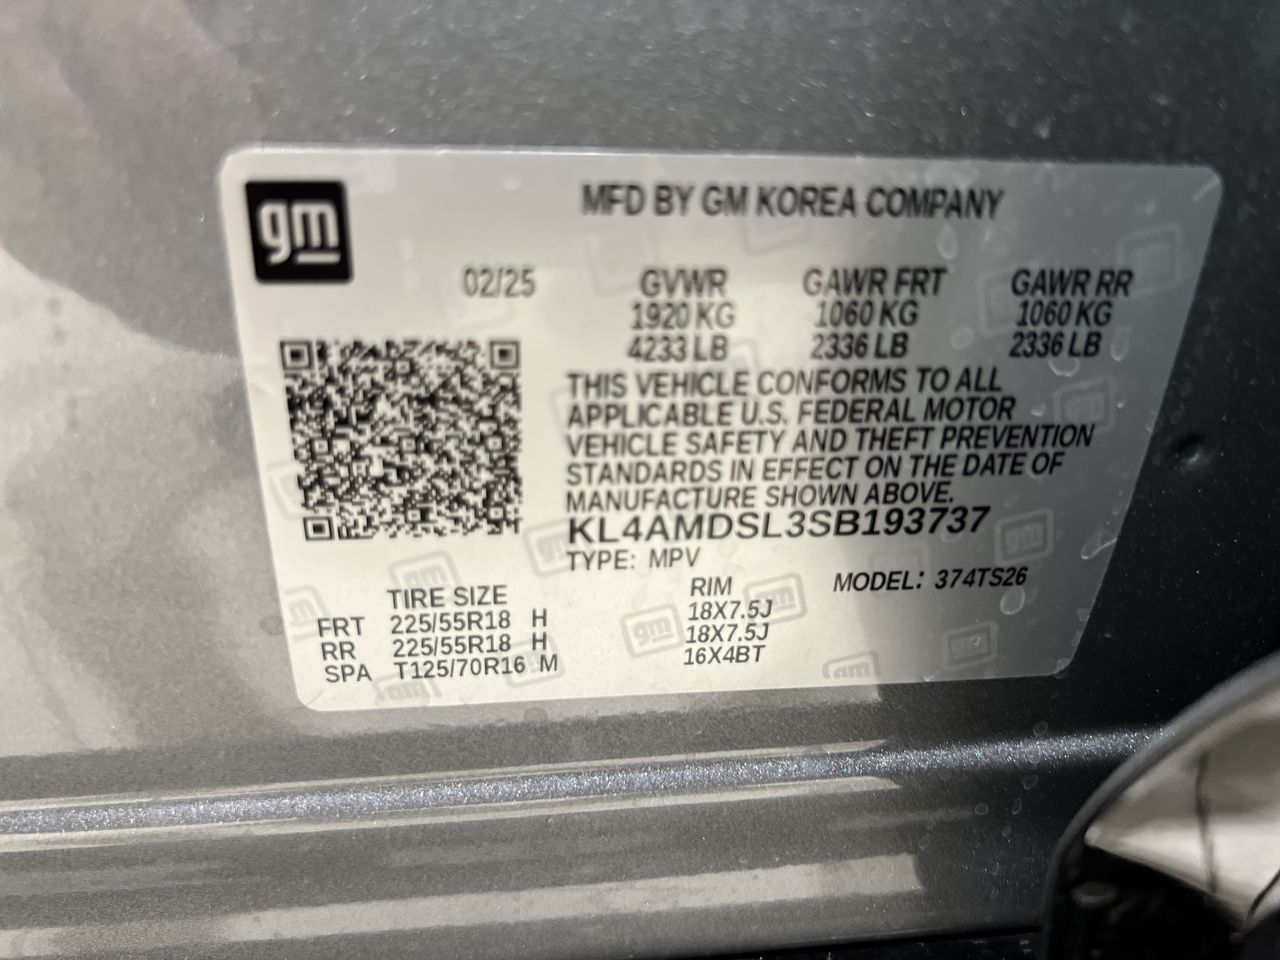 gm
MFD BY GM KOREA COMPANY
02/25 GVWR GAWR FRT GAWR RR
1920 KG 1060 KG 1060 KG
4233 LB 2336 LB 2336 LB
THIS VEHICLE CONFORMS TO ALL
APPLICABLE U.S. FEDERAL MOTOR
VEHICLE SAFETY AND THEFT PREVENTION
STANDARDS IN EFFECT ON THE DATE OF
MANUFACTURE SHOWN ABOVE.
KL4AMDSL3SB193737
TYPE: MPV
MODEL: 374TS26
TIRE SIZE RIM
FRT 225/55R18 H 18X7.5J
RR 225/55R18 H 18X7.5J
SPA T125/70R16 M 16X4BT